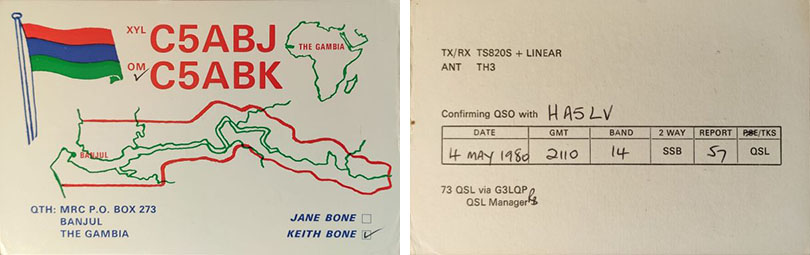 XYL C5ABJ
OM ✓ C5ABK
THE GAMBIA
BANJUL
QTH: MRC P.O. BOX 273
BANJUL
THE GAMBIA
JANE BONE ☐
KEITH BONE ☑
TX/RX TS820S + LINEAR
ANT TH3
Confirming QSO with HA5LV
DATE GMT BAND 2 WAY REPORT PSE/TKS
4 MAY 1980 2110 14 SSB 57 QSL
73 QSL via G3LQP
QSL Manager